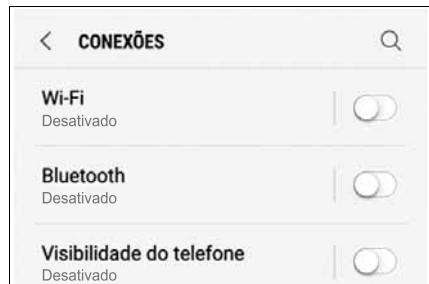 CONEXÕES
Wi-Fi
Desativado
Bluetooth
Desativado
Visibilidade do telefone
Desativado